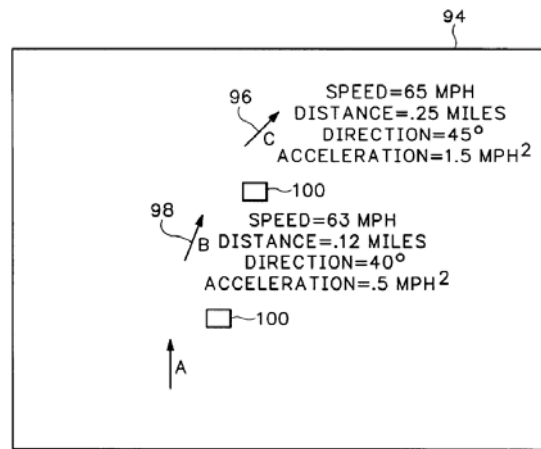 94
96
SPEED=65 MPH
DISTANCE=.25 MILES
C
DIRECTION=45°
ACCELERATION=1.5 MPH²
100
98
SPEED=63 MPH
B
DISTANCE=.12 MILES
DIRECTION=40°
ACCELERATION=.5 MPH²
100
A